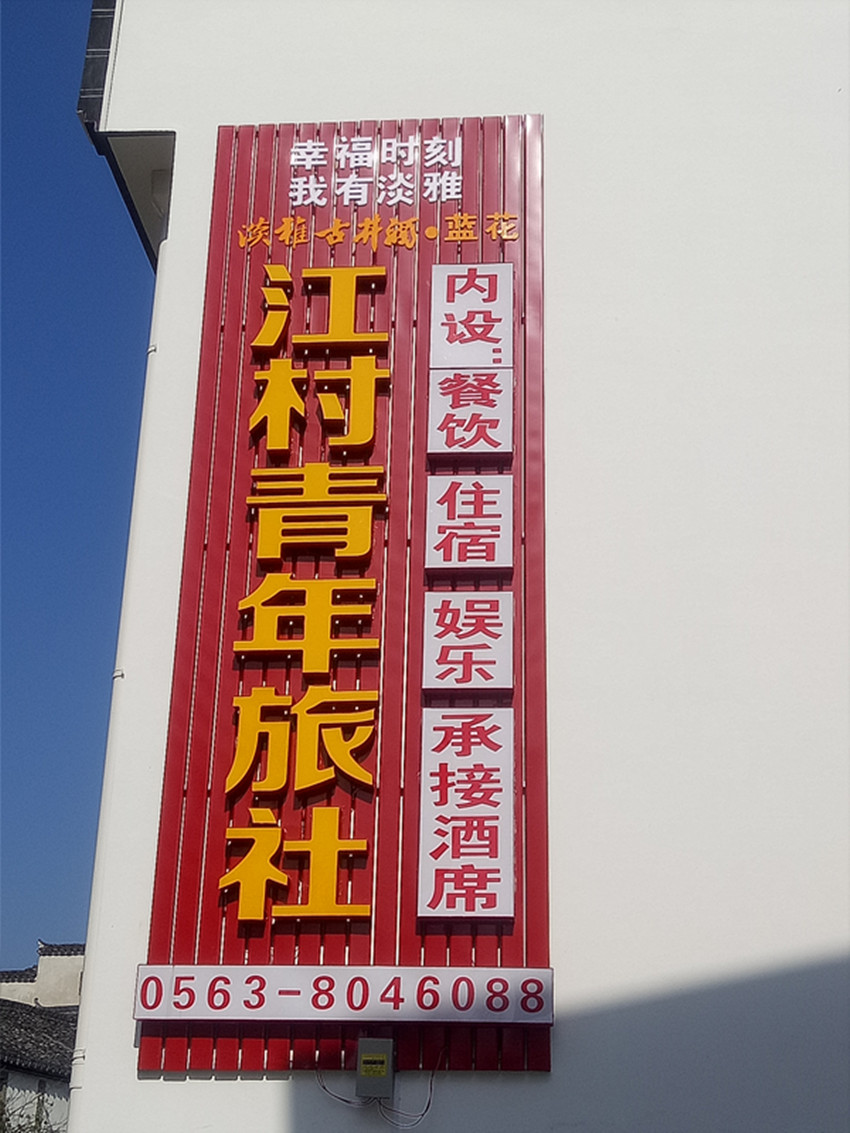 幸福时刻
我有淡雅
淡雅古井贡·蓝花
江村青年旅社
内设:餐饮
住宿
娱乐
承接酒席
0563-8046088